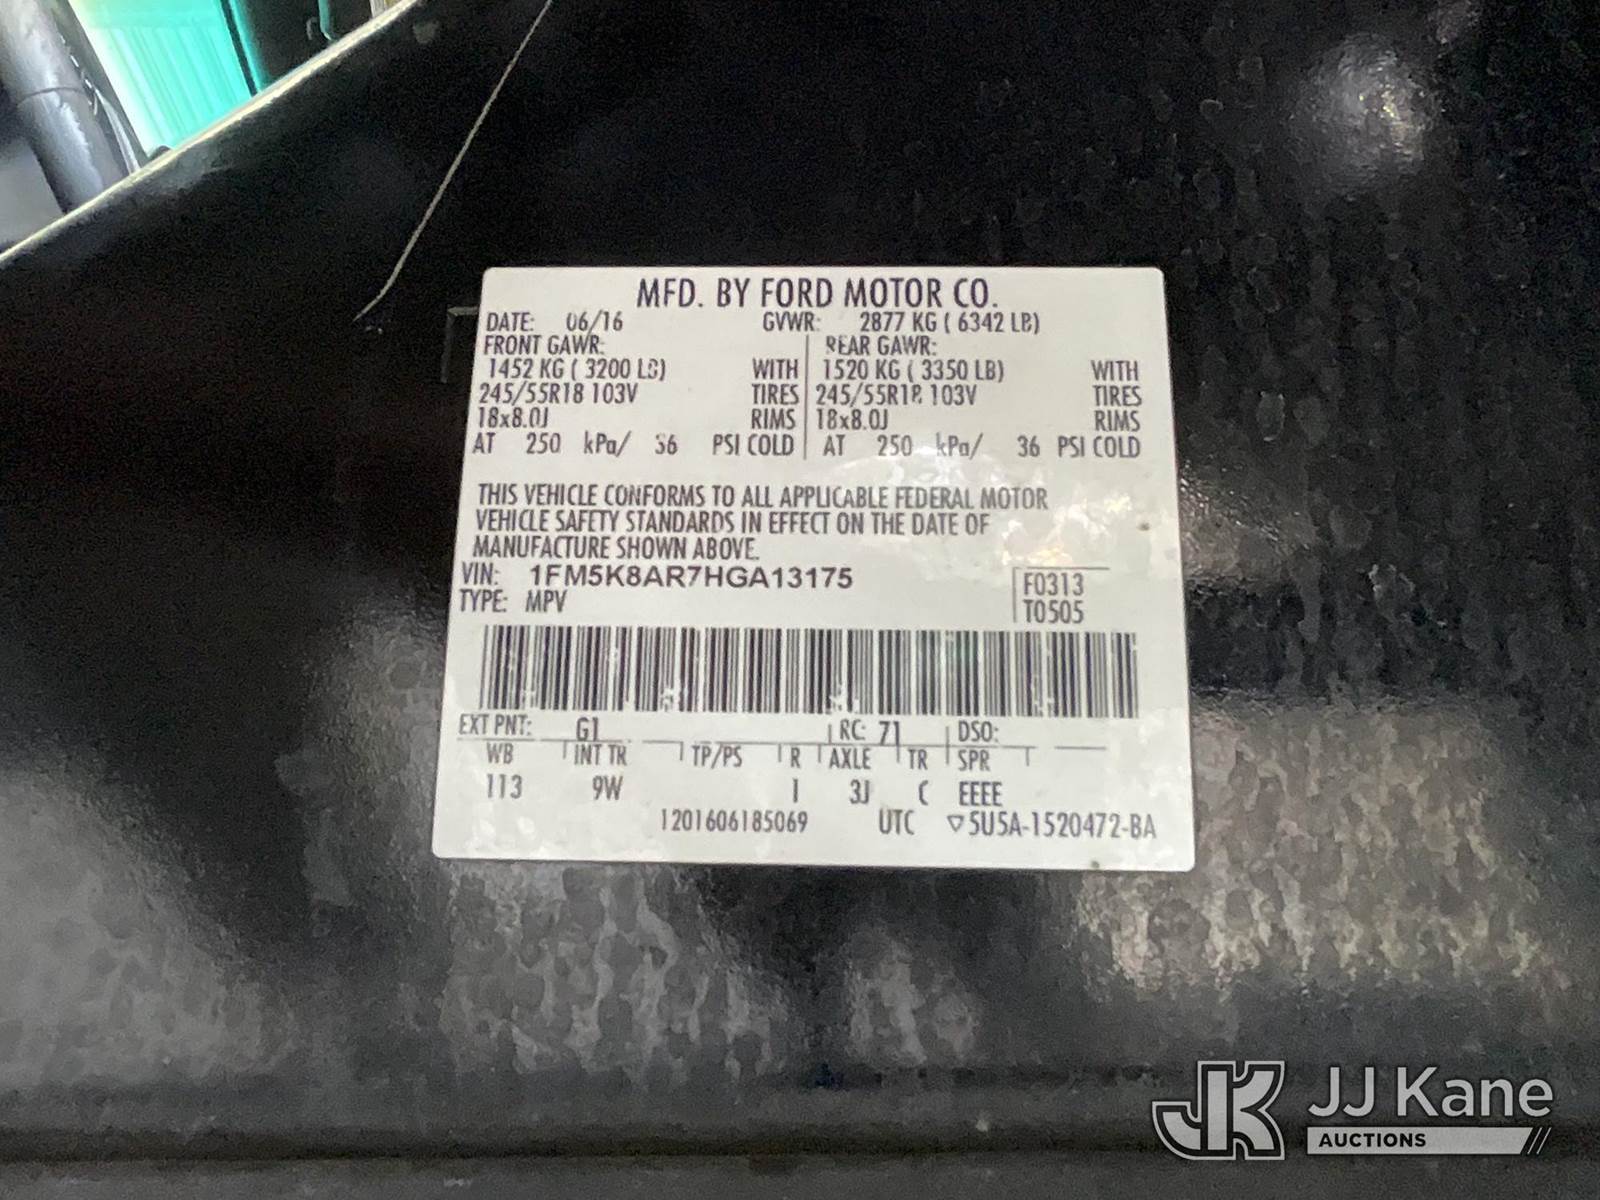 MFD. BY FORD MOTOR CO.
DATE: 06/16 GVWR: 2877 KG ( 6342 LB)
FRONT GAWR: REAR GAWR:
1452 KG ( 3200 LB) WITH 1520 KG ( 3350 LB) WITH
245/55R18 103V TIRES 245/55R18 103V TIRES
18x8.0J RIMS 18x8.0J RIMS
AT 250 kPa/ 36 PSI COLD AT 250 kPa/ 36 PSI COLD
THIS VEHICLE CONFORMS TO ALL APPLICABLE FEDERAL MOTOR
VEHICLE SAFETY STANDARDS IN EFFECT ON THE DATE OF
MANUFACTURE SHOWN ABOVE.
VIN: 1FM5K8AR7HGA13175 F0313
TYPE: MPV T0505
EXT PNT: G1 RC: 71 DSO:
WB INT TR TP/PS R AXLE TR SPR
113 9W I 3J C EEEE
1201606185069 UTC ▽5U5A-1520472-BA
JK JJ Kane
AUCTIONS